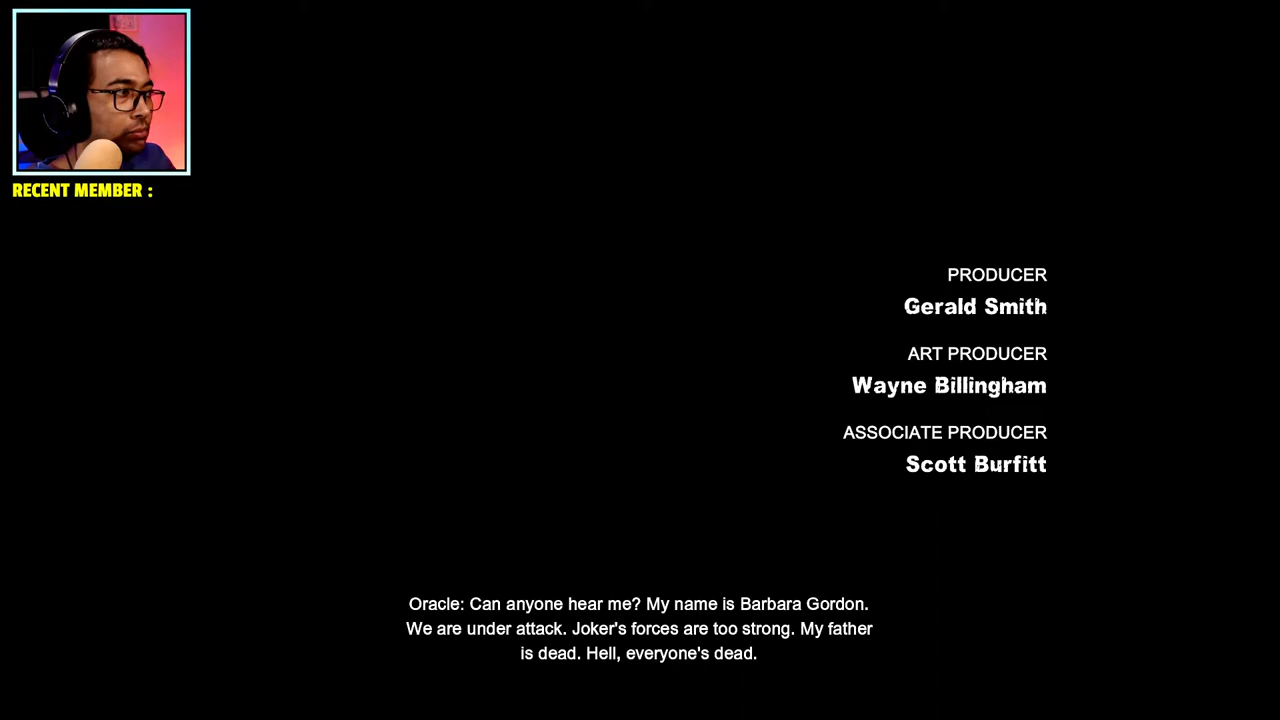 RECENT MEMBER :
PRODUCER
Gerald Smith
ART PRODUCER
Wayne Billingham
ASSOCIATE PRODUCER
Scott Burfitt
Oracle: Can anyone hear me? My name is Barbara Gordon.
We are under attack. Joker's forces are too strong. My father
is dead. Hell, everyone's dead.